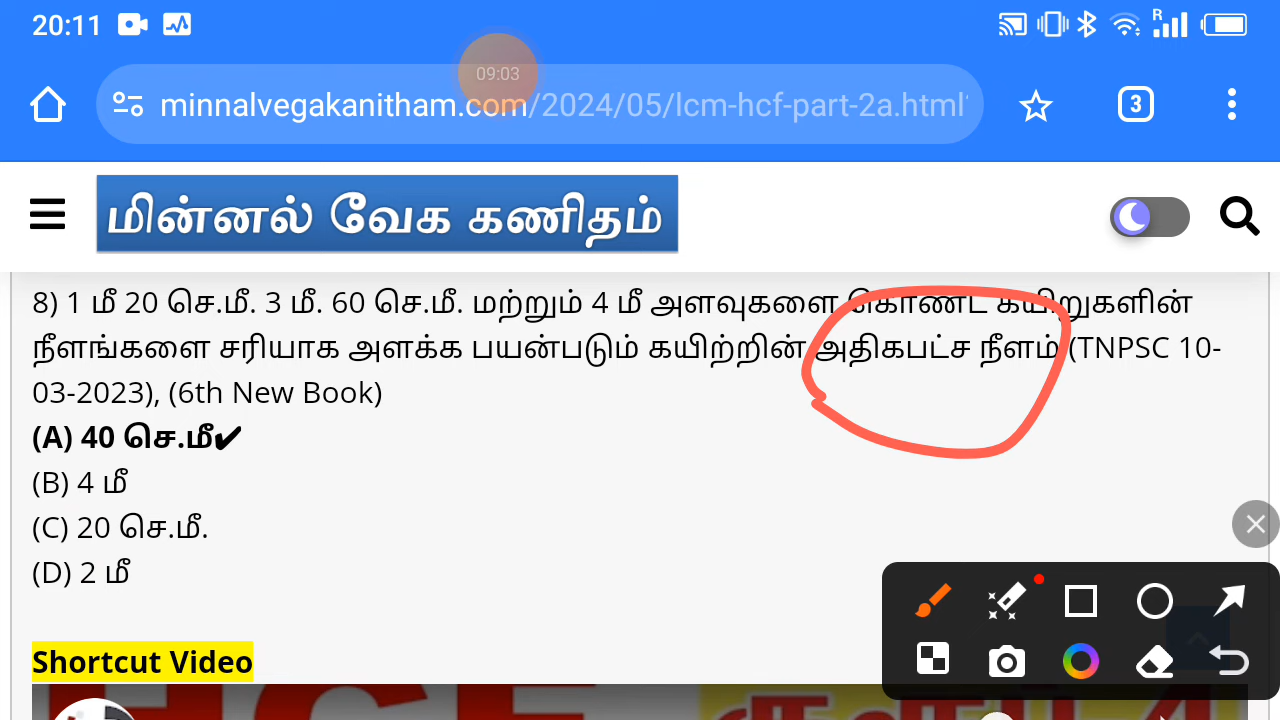 20:11
09:03
R
minnalvegakanitham.com/2024/05/lcm-hcf-part-2a.html
3
மின்னல் வேக கணிதம்
8) 1 மீ 20 செ.மீ. 3 மீ. 60 செ.மீ. மற்றும் 4 மீ அளவுகளை கொண்ட கயிறுகளின்
நீளங்களை சரியாக அளக்க பயன்படும் கயிற்றின் அதிகபட்ச நீளம் (TNPSC 10-
03-2023), (6th New Book)
(A) 40 செ.மீ✔
(B) 4 மீ
(C) 20 செ.மீ.
(D) 2 மீ
Shortcut Video